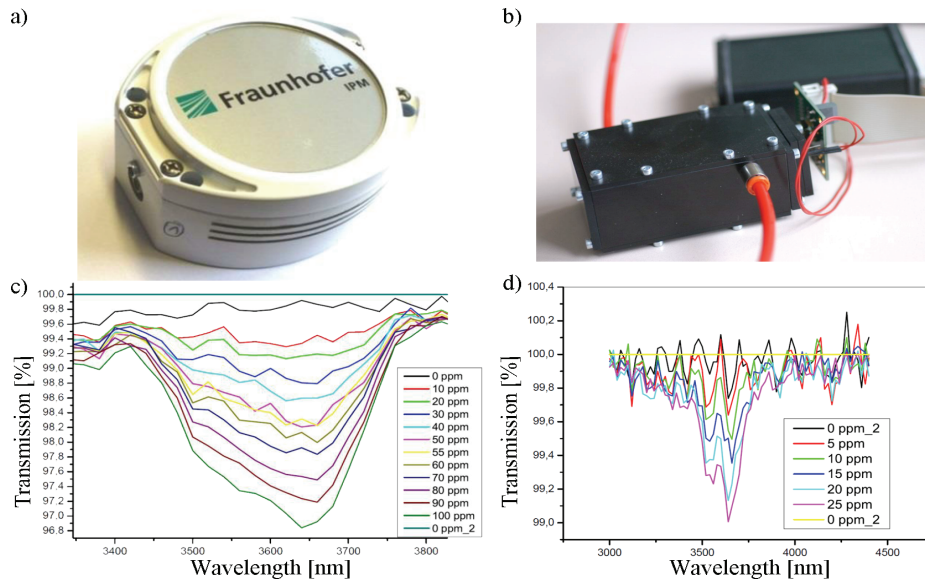 a)
Fraunhofer
IPM
b)
c)
Transmission [%]
100.0
99.8
99.6
99.4
99.2
99.0
98.8
98.6
98.4
98.2
98.0
97.8
97.6
97.4
97.2
97.0
96.8
3400
3500
3600
3700
3800
Wavelength [nm]
0 ppm
10 ppm
20 ppm
30 ppm
40 ppm
50 ppm
55 ppm
60 ppm
70 ppm
80 ppm
90 ppm
100 ppm
0 ppm_2
d)
Transmission [%]
100,4
100,2
100,0
99,8
99,6
99,4
99,2
99,0
3000
3500
4000
4500
Wavelength [nm]
0 ppm_2
5 ppm
10 ppm
15 ppm
20 ppm
25 ppm
0 ppm_2